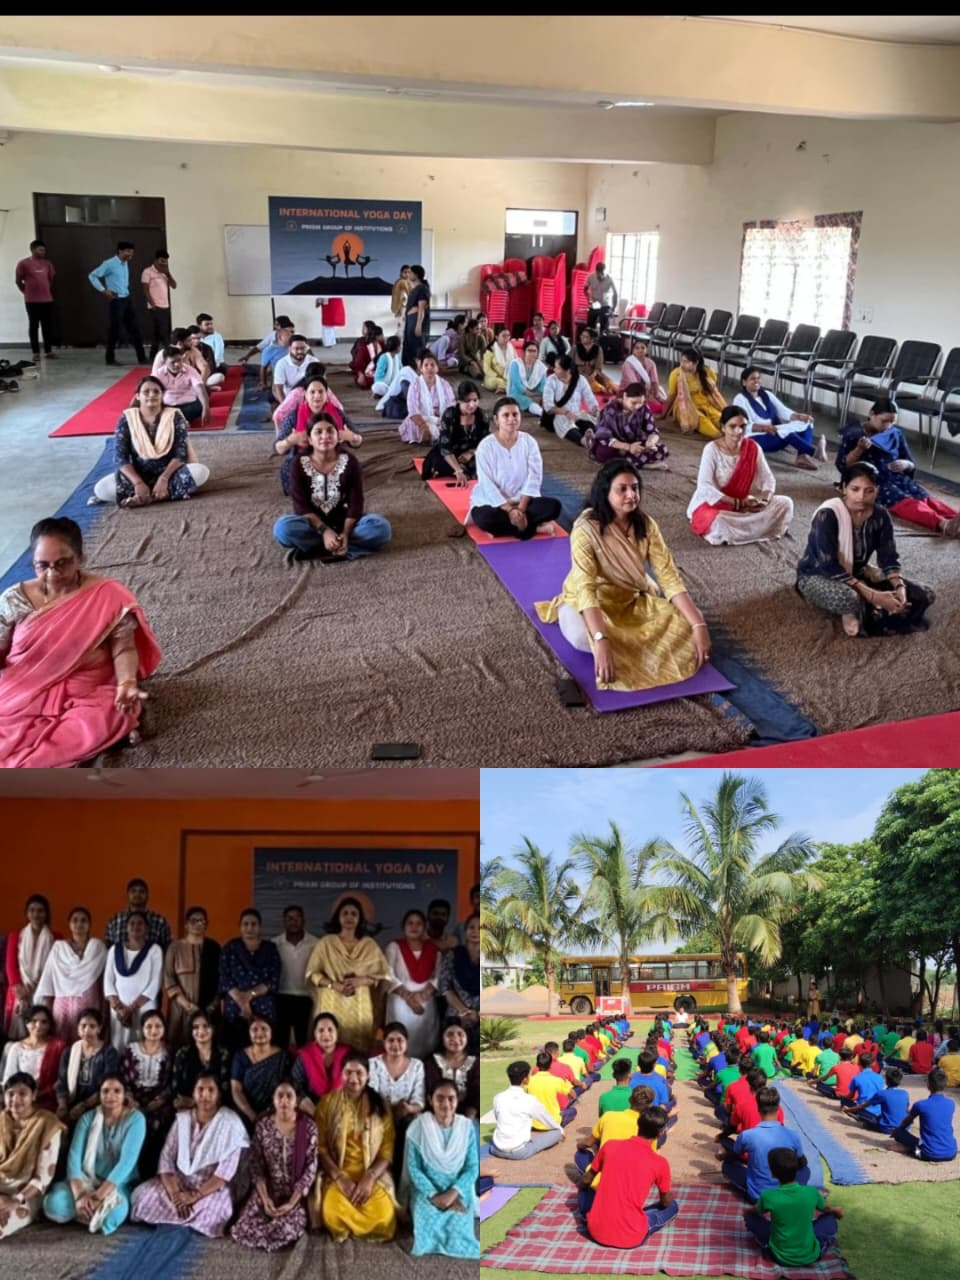 INTERNATIONAL YOGA DAY
PRISM GROUP OF INSTITUTIONS
INTERNATIONAL YOGA DAY
PRISM GROUP OF INSTITUTIONS
PRISM